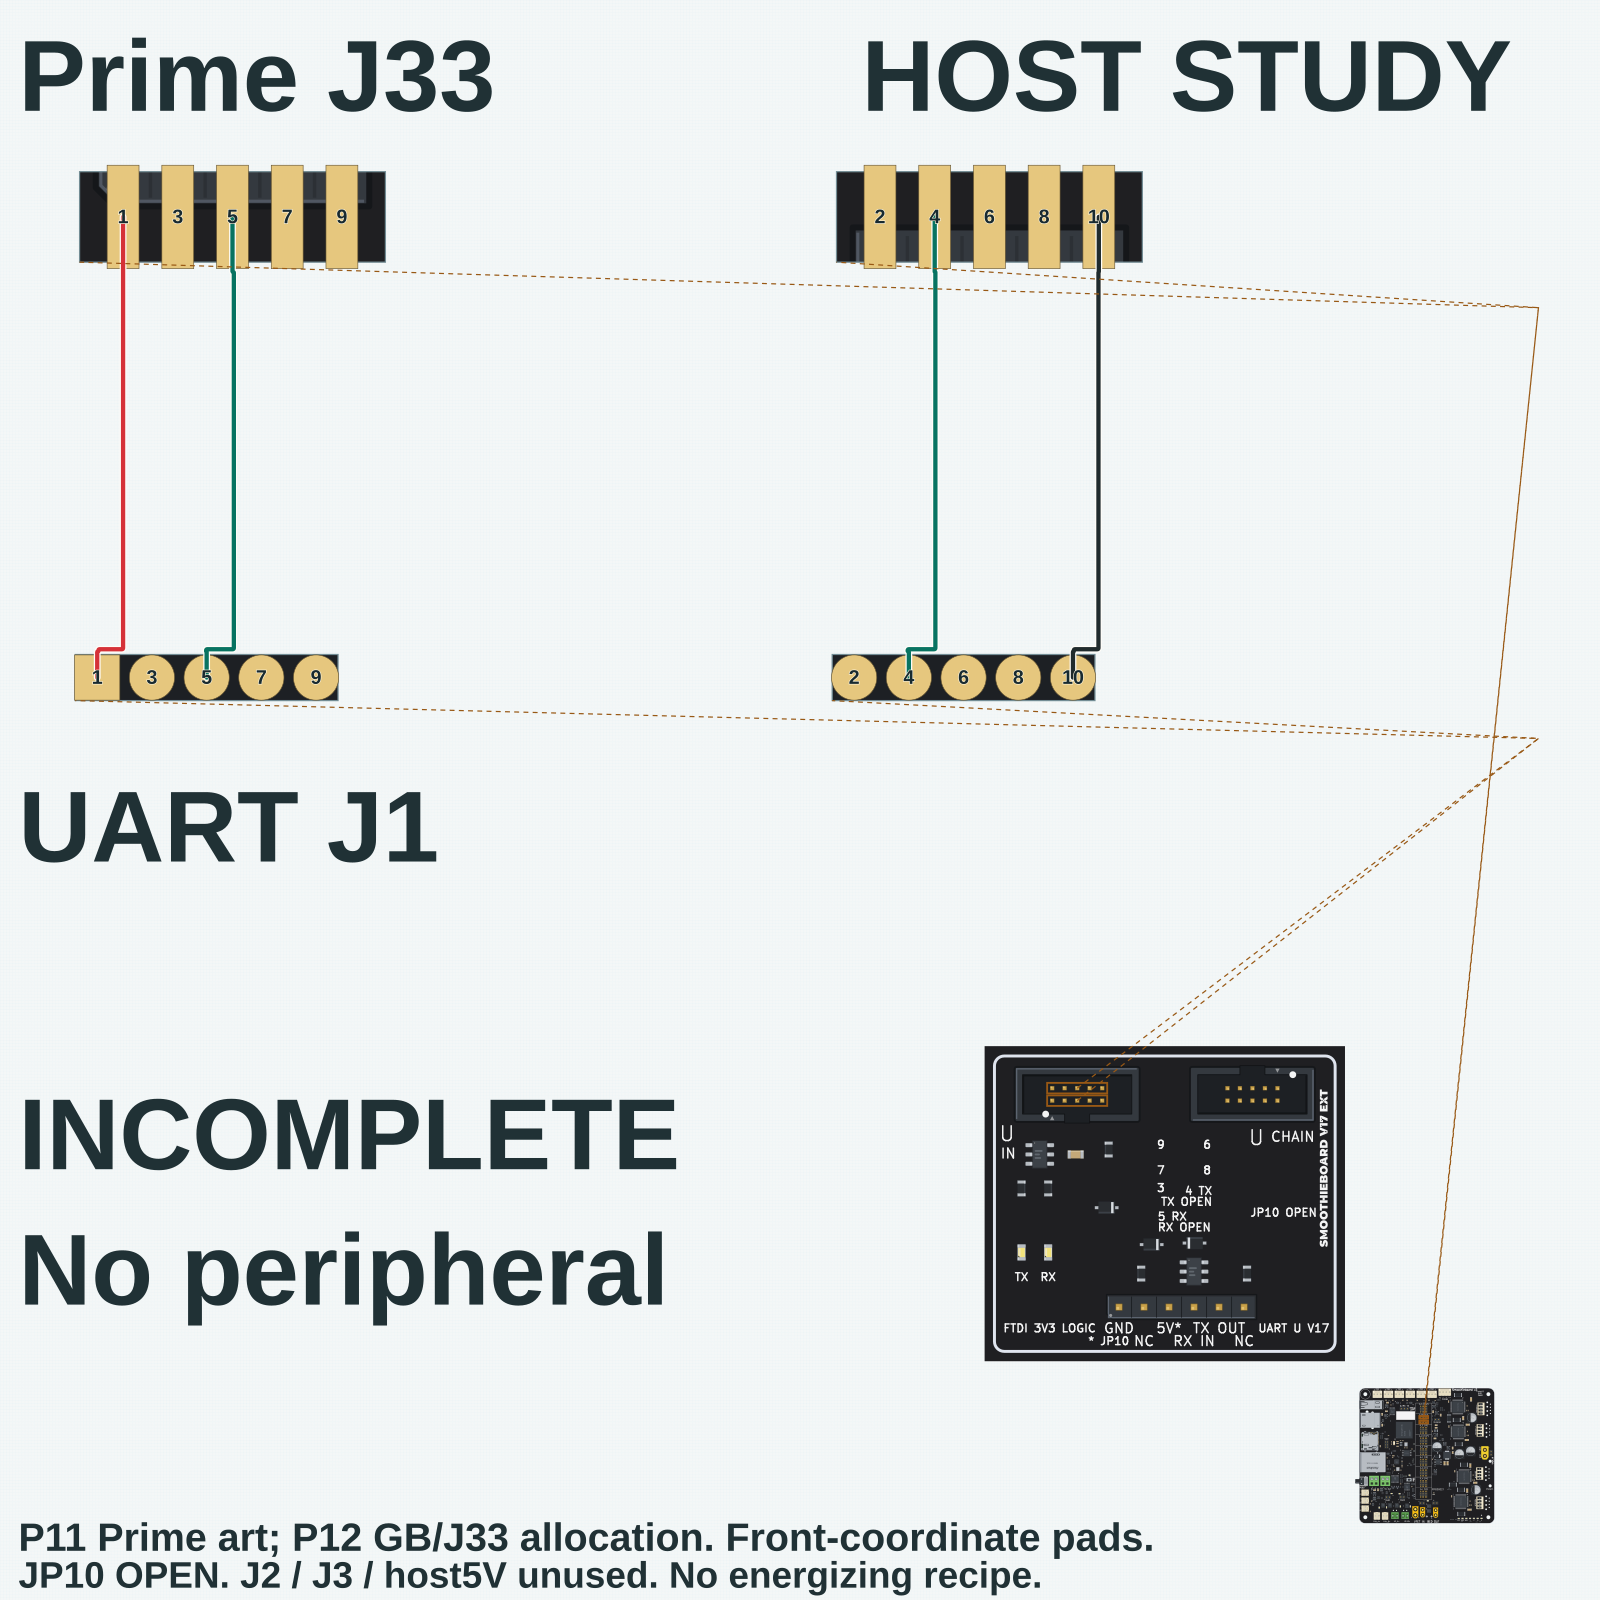 Prime J33
HOST STUDY
1 3 5 7 9
2 4 6 8 10
1 3 5 7 9
2 4 6 8 10
UART J1
INCOMPLETE
No peripheral
U
IN
U CHAIN
9 6
7 8
3 4 TX
TX OPEN
5 RX
RX OPEN
JP10 OPEN
SMOOTHIEBOARD V17 EXT
TX RX
FTDI 3V3 LOGIC GND 5V* TX OUT UART U V17
* JP10 NC RX IN NC
P11 Prime art; P12 GB/J33 allocation. Front-coordinate pads.
JP10 OPEN. J2 / J3 / host5V unused. No energizing recipe.